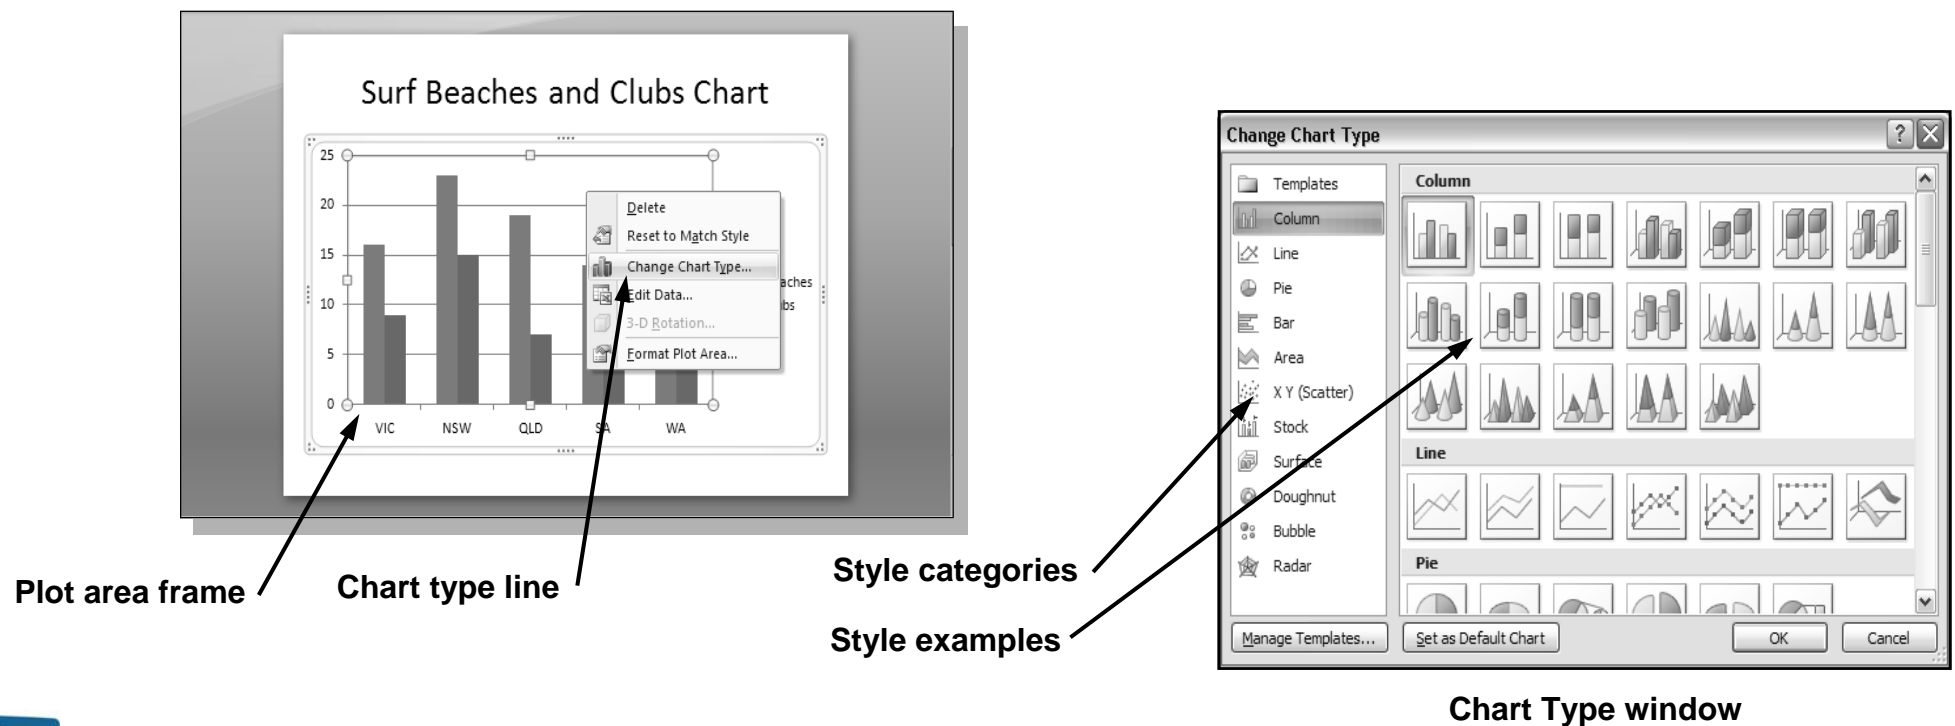 Surf Beaches and Clubs Chart
25
20
15
10
5
0
VIC NSW QLD SA WA
Delete
Reset to Match Style
Change Chart Type...
Edit Data...
3-D Rotation...
Format Plot Area...
aches
bs
Plot area frame
Chart type line
Change Chart Type
Templates
Column
Line
Pie
Bar
Area
X Y (Scatter)
Stock
Surface
Doughnut
Bubble
Radar
Column
Line
Pie
Manage Templates...
Set as Default Chart
OK
Cancel
Style categories
Style examples
Chart Type window